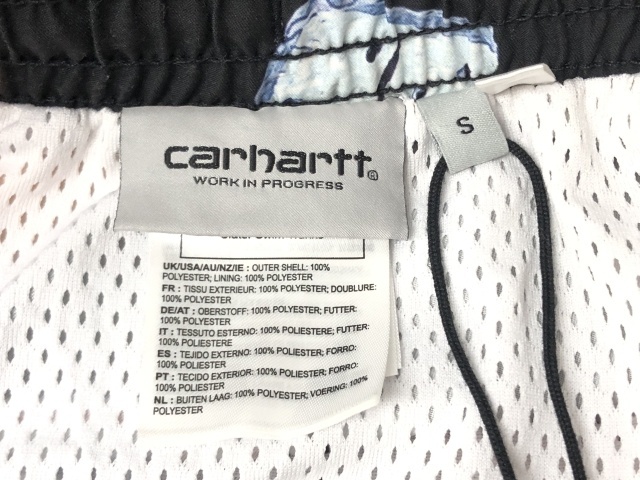 S
carhartt
WORK IN PROGRESS
UK/USA/AU/NZ/IE : OUTER SHELL: 100%
POLYESTER; LINING: 100% POLYESTER
FR : TISSU EXTERIEUR: 100% POLYESTER; DOUBLURE:
100% POLYESTER
DE/AT : OBERSTOFF: 100% POLYESTER; FUTTER:
100% POLYESTER
IT : TESSUTO ESTERNO: 100% POLIESTERE; FUTTER:
100% POLIESTERE
ES : TEJIDO EXTERNO: 100% POLIESTER; FORRO:
100% POLIESTER
PT : TECIDO EXTERIOR: 100% POLIESTER; FORRO:
100% POLIESTER
NL : BUITEN LAAG: 100% POLYESTER; VOERING: 100%
POLYESTER